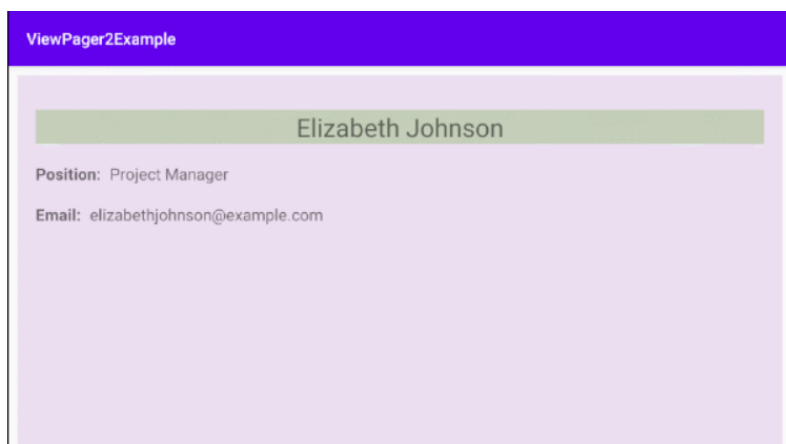 ViewPager2Example
Elizabeth Johnson
Position: Project Manager
Email: elizabethjohnson@example.com